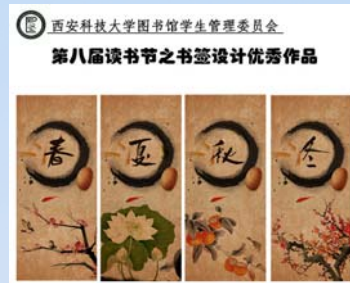 西安科技大学图书馆学生管理委员会
第八届读书节之书签设计优秀作品
春
夏
秋
冬